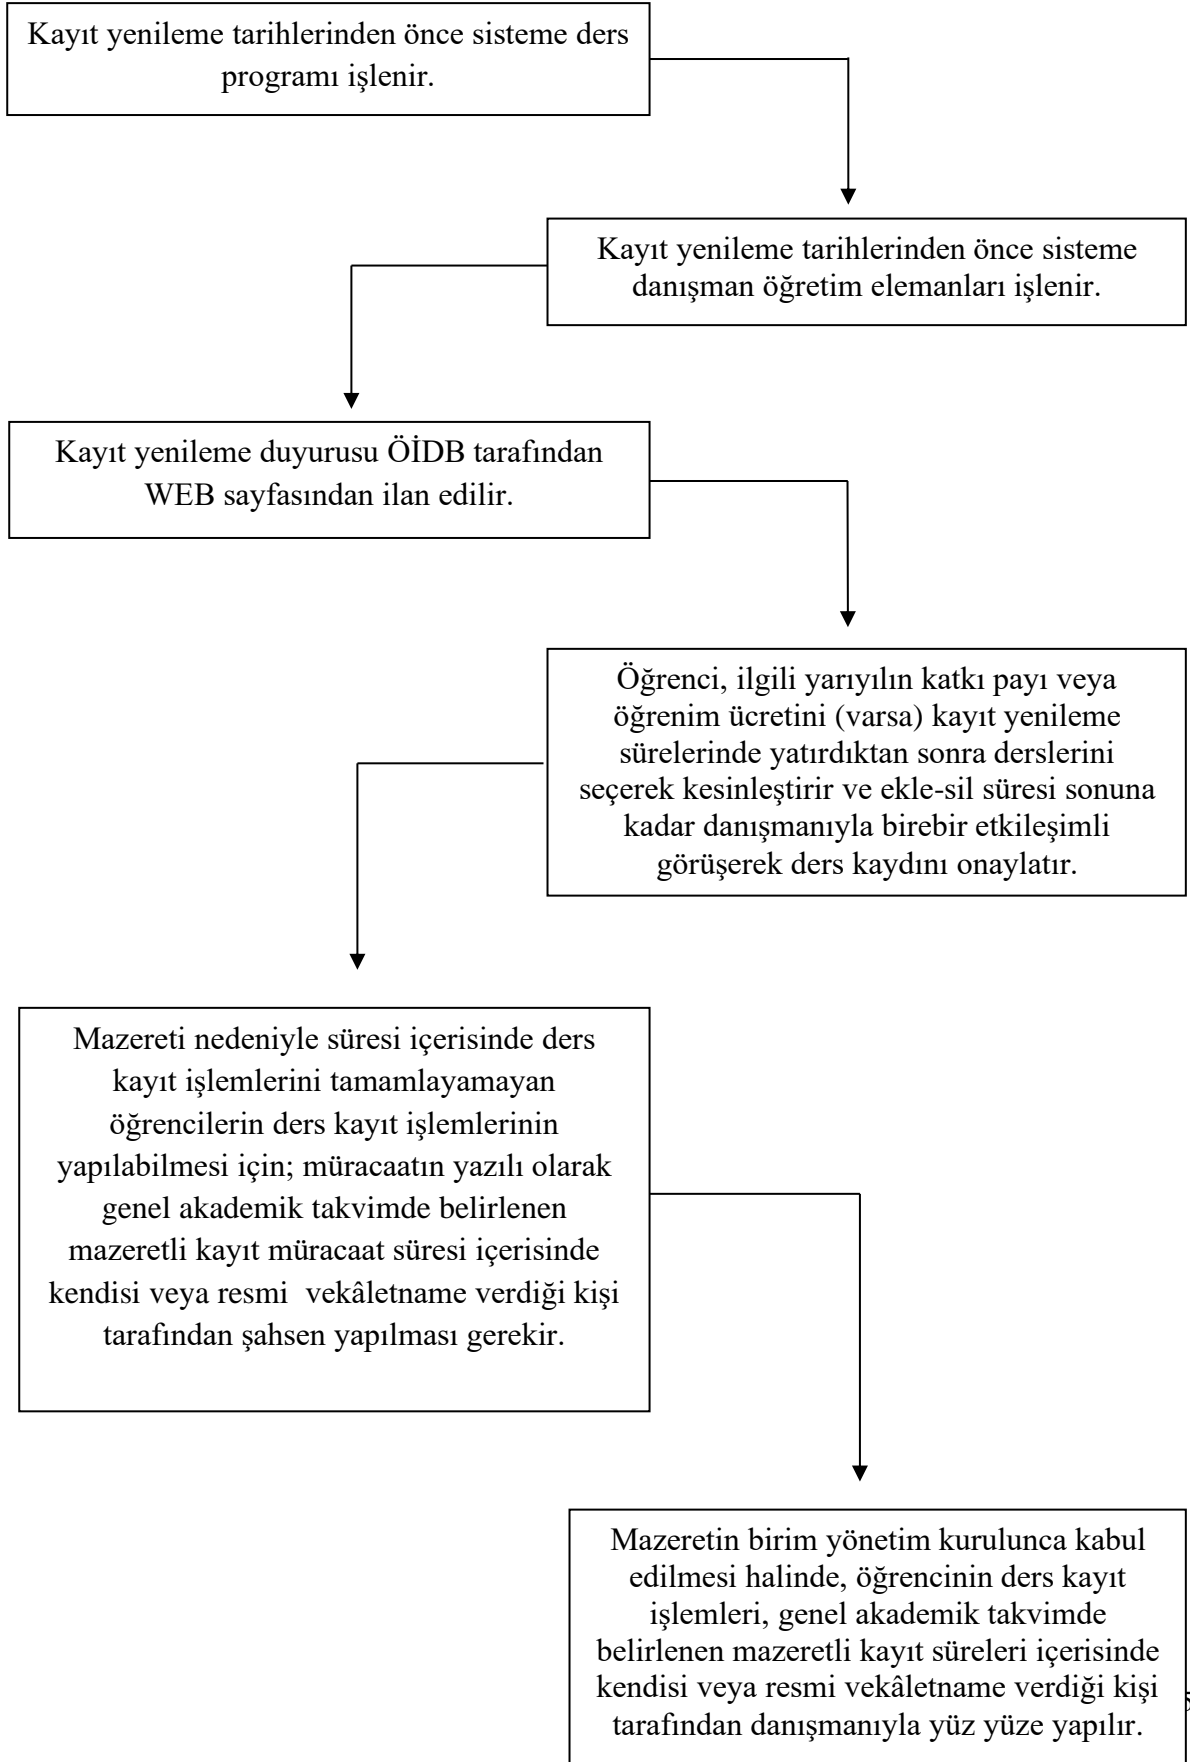 Kayıt yenileme tarihlerinden önce sisteme ders
programı işlenir.
Kayıt yenileme tarihlerinden önce sisteme
danışman öğretim elemanları işlenir.
Kayıt yenileme duyurusu ÖİDB tarafından
WEB sayfasından ilan edilir.
Öğrenci, ilgili yarıyılın katkı payı veya
öğrenim ücretini (varsa) kayıt yenileme
sürelerinde yatırdıktan sonra derslerini
seçerek kesinleştirir ve ekle-sil süresi sonuna
kadar danışmanıyla birebir etkileşimli
görüşerek ders kaydını onaylatır.
Mazereti nedeniyle süresi içerisinde ders
kayıt işlemlerini tamamlayamayan
öğrencilerin ders kayıt işlemlerinin
yapılabilmesi için; müracaatın yazılı olarak
genel akademik takvimde belirlenen
mazeretli kayıt müracaat süresi içerisinde
kendisi veya resmi  vekâletname verdiği kişi
tarafından şahsen yapılması gerekir.
Mazeretin birim yönetim kurulunca kabul
edilmesi halinde, öğrencinin ders kayıt
işlemleri, genel akademik takvimde
belirlenen mazeretli kayıt süreleri içerisinde
kendisi veya resmi vekâletname verdiği kişi
tarafından danışmanıyla yüz yüze yapılır.